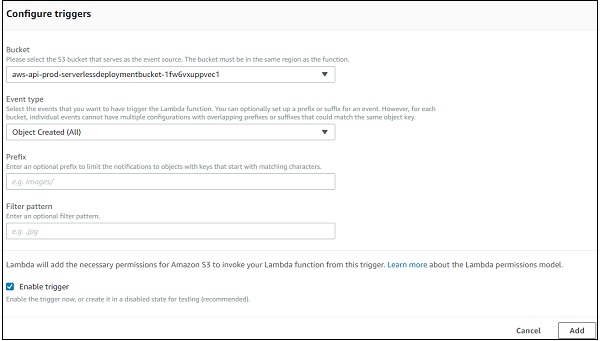 Configure triggers
Bucket
Please select the S3 bucket that serves as the event source. The bucket must be in the same region as the function.
aws-api-prod-serverlessdeploymentbucket-1fw6vxuppvec1
Event type
Select the events that you want to have trigger the Lambda function. You can optionally set up a prefix or suffix for an event. However, for each
bucket, individual events cannot have multiple configurations with overlapping prefixes or suffixes that could match the same object key.
Object Created (All)
Prefix
Enter an optional prefix to limit the notifications to objects with keys that start with matching characters.
e.g. images/
Filter pattern
Enter an optional filter pattern.
e.g. .jpg
Lambda will add the necessary permissions for Amazon S3 to invoke your Lambda function from this trigger. Learn more about the Lambda permissions model.
Enable trigger
Enable the trigger now, or create it in a disabled state for testing (recommended).
Cancel Add